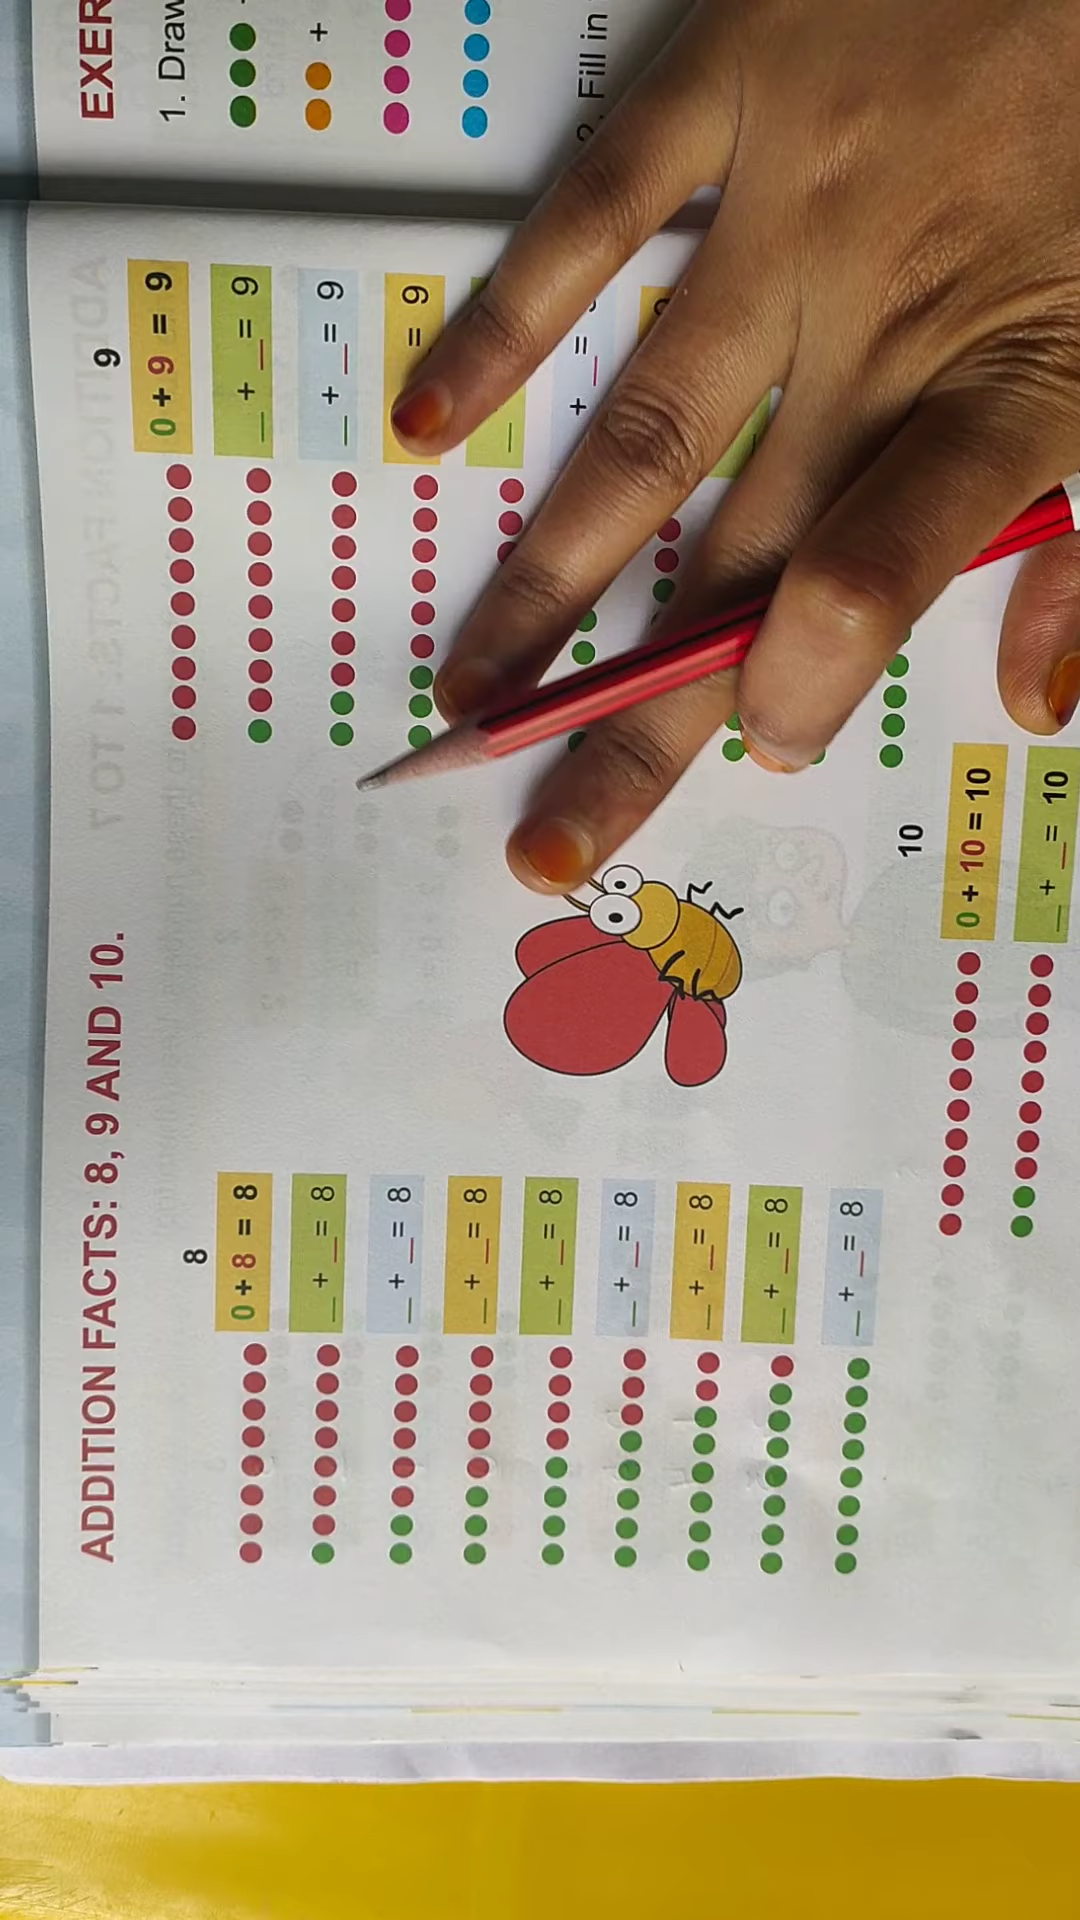 ADDITION FACTS: 8, 9 AND 10.
8
0 + 8 = 8
_ + _ = 8
_ + _ = 8
_ + _ = 8
_ + _ = 8
_ + _ = 8
_ + _ = 8
_ + _ = 8
_ + _ = 8
9
0 + 9 = 9
_ + _ = 9
_ + _ = 9
= 9
_
+ _ =
10
0 + 10 = 10
_ + _ = 10
1. Draw
+
2. Fill in